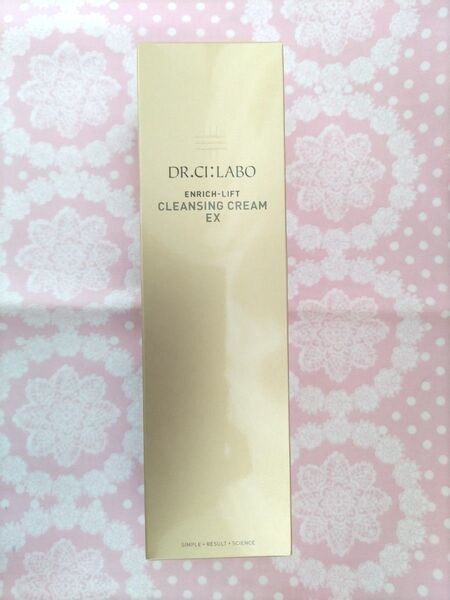 DR.CI:LABO
ENRICH-LIFT
CLEANSING CREAM
EX
SIMPLE + RESULT + SCIENCE